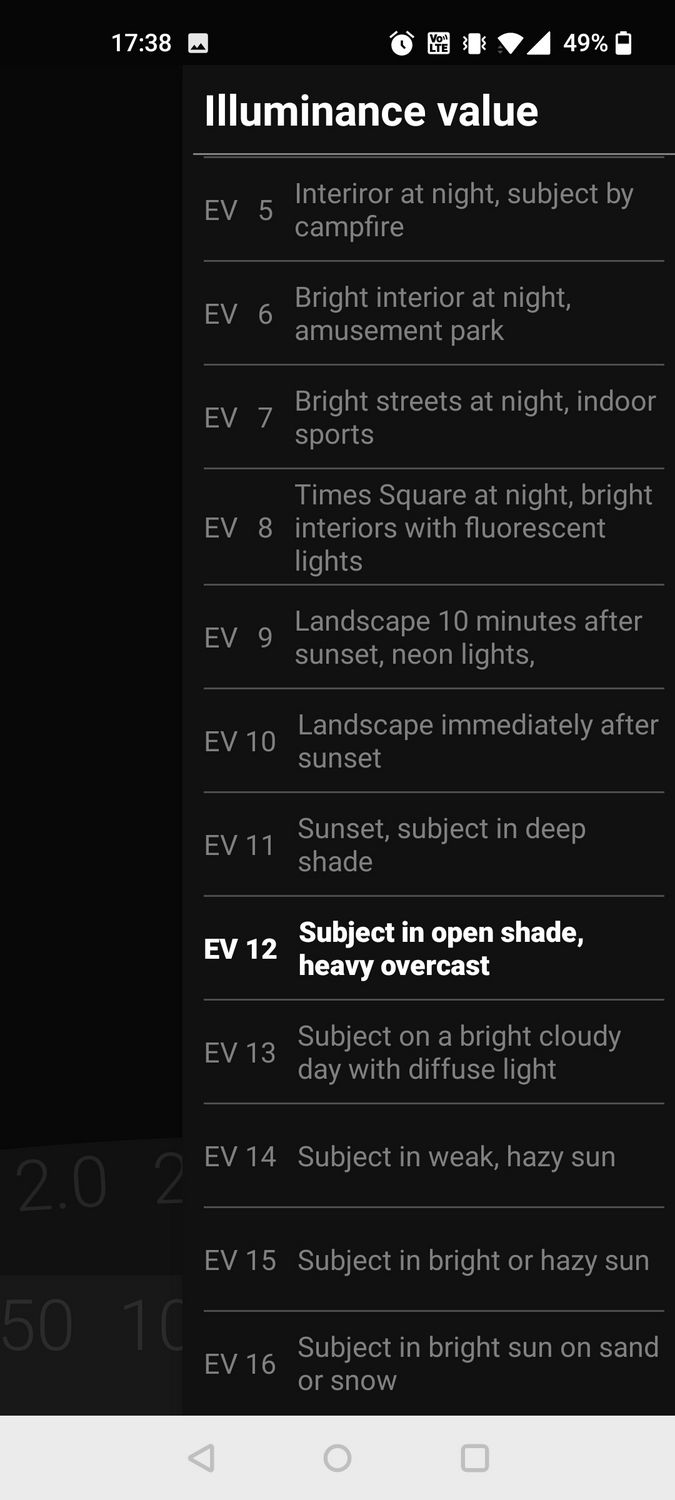 17:38
Vo)) LTE
49%
Illuminance value
EV 5 Interiror at night, subject by
campfire
EV 6 Bright interior at night,
amusement park
EV 7 Bright streets at night, indoor
sports
EV 8 Times Square at night, bright
interiors with fluorescent
lights
EV 9 Landscape 10 minutes after
sunset, neon lights,
EV 10 Landscape immediately after
sunset
EV 11 Sunset, subject in deep
shade
EV 12 Subject in open shade,
heavy overcast
EV 13 Subject on a bright cloudy
day with diffuse light
EV 14 Subject in weak, hazy sun
EV 15 Subject in bright or hazy sun
EV 16 Subject in bright sun on sand
or snow
2.0 2
50 10